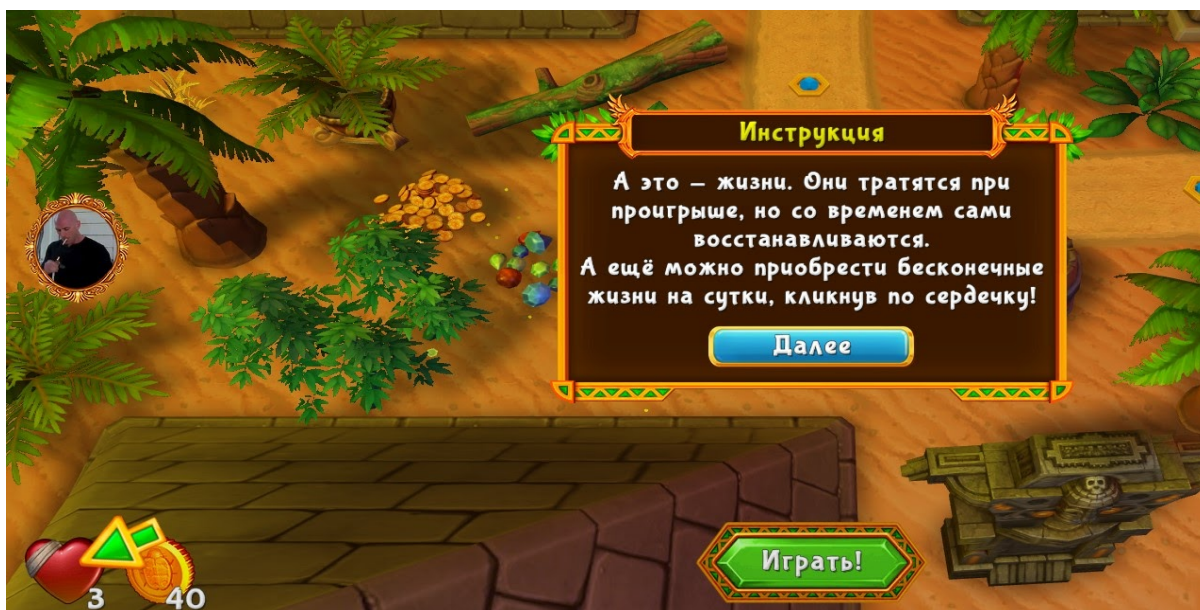 Инструкция
А это – жизни. Они тратятся при
проигрыше, но со временем сами
восстанавливаются.
А ещё можно приобрести бесконечные
жизни на сутки, кликнув по сердечку!
Далее
Играть!
3
40